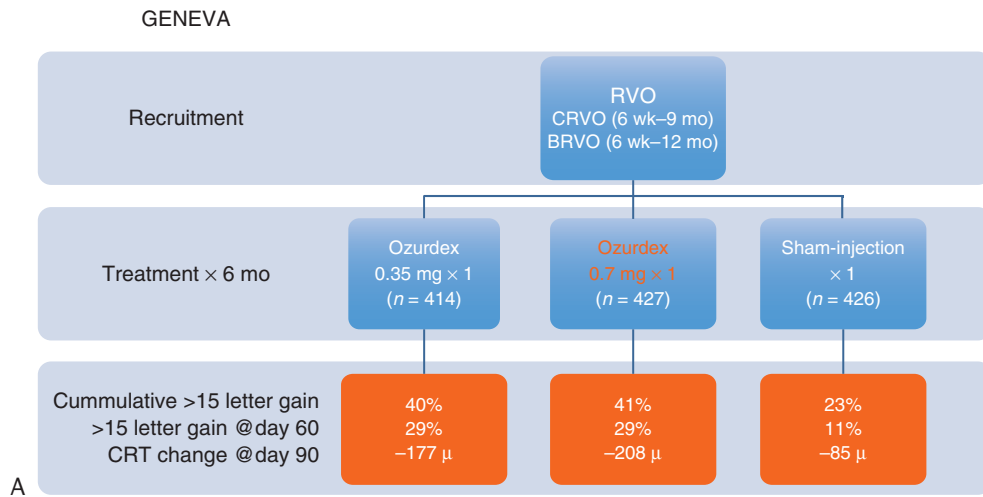 GENEVA
Recruitment
RVO
CRVO (6 wk–9 mo)
BRVO (6 wk–12 mo)
Treatment × 6 mo
Ozurdex
0.35 mg × 1
(n = 414)
Ozurdex
0.7 mg × 1
(n = 427)
Sham-injection
× 1
(n = 426)
Cummulative >15 letter gain
>15 letter gain @day 60
CRT change @day 90
40%
29%
–177 μ
41%
29%
–208 μ
23%
11%
–85 μ
A